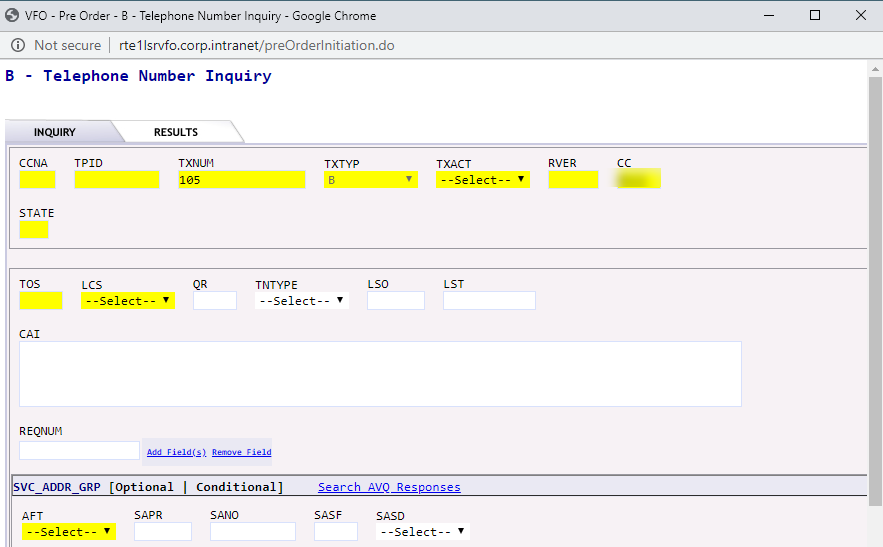 VFO - Pre Order - B - Telephone Number Inquiry - Google Chrome
Not secure | rte1lsrvfo.corp.intranet/preOrderInitiation.do
B - Telephone Number Inquiry
INQUIRY RESULTS
CCNA TPID TXNUM TXTYP TXACT RVER CC
105 B --Select--
STATE
TOS LCS QR TNTYPE LSO LST
--Select-- --Select--
CAI
REQNUM
Add Field(s) Remove Field
SVC_ADDR_GRP [Optional | Conditional] Search AVQ Responses
AFT SAPR SANO SASF SASD
--Select-- --Select--